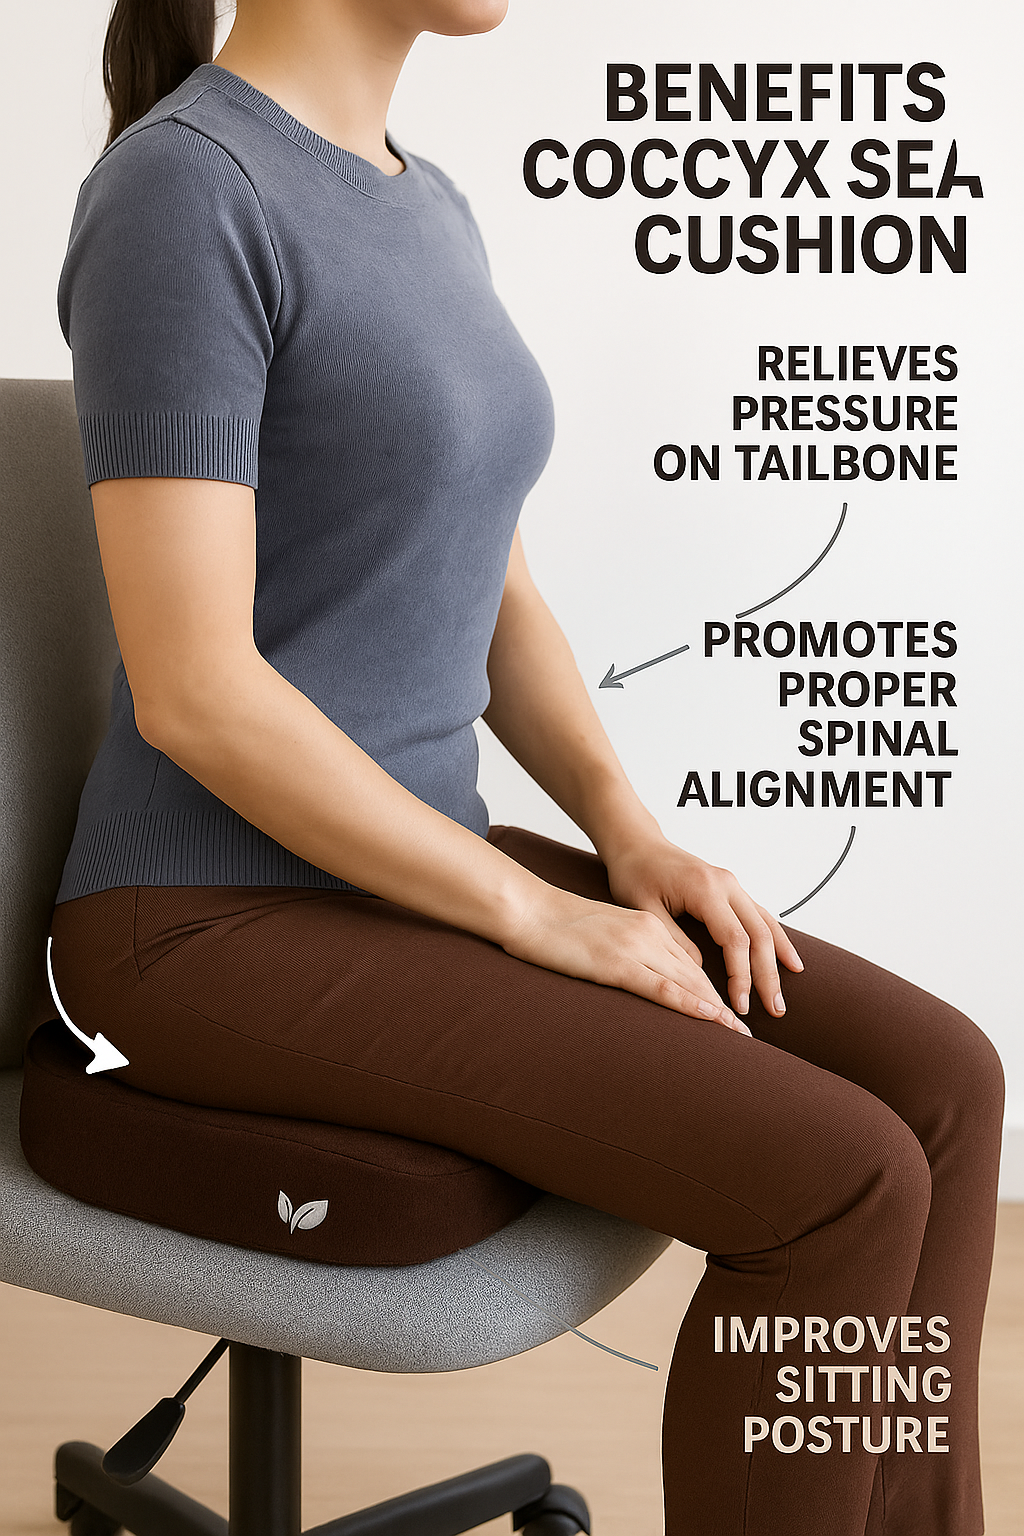 BENEFITS
COCCYX SEA
CUSHION
RELIEVES
PRESSURE
ON TAILBONE
PROMOTES
PROPER
SPINAL
ALIGNMENT
IMPROVES
SITTING
POSTURE